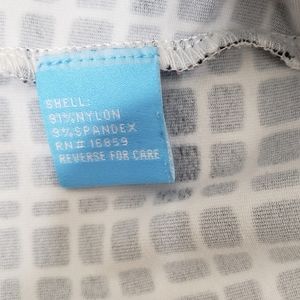 SHELL:
91% NYLON
9% SPANDEX
RN# 16859
REVERSE FOR CARE